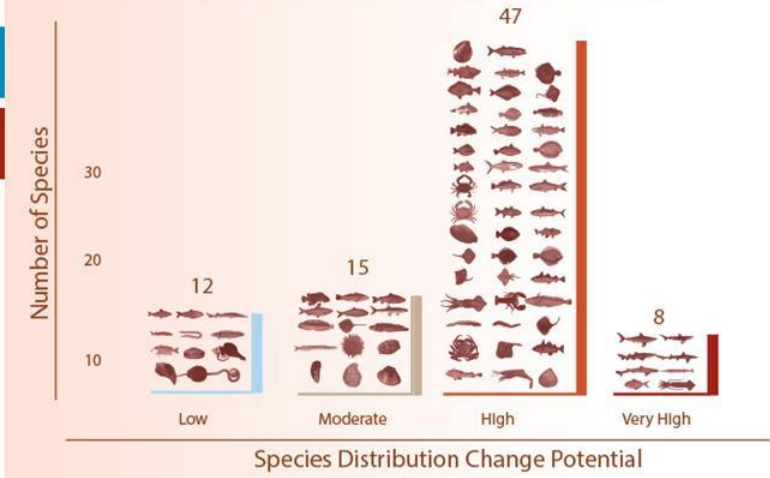 47
Number of Species
30
20
10
12
15
8
Low
Moderate
High
Very High
Species Distribution Change Potential